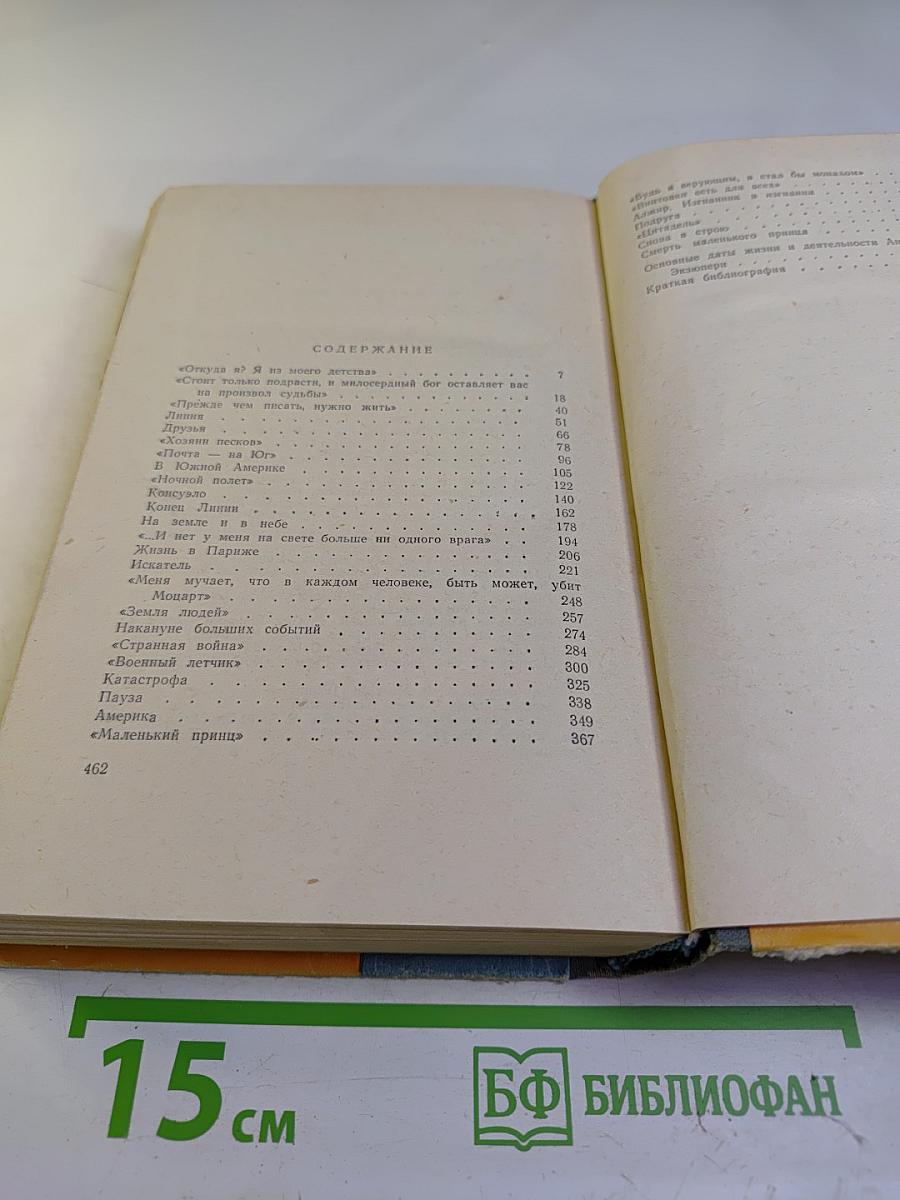 СОДЕРЖАНИЕ
«Откуда я? Я из моего детства» . . . . . . . . . . 7
«Стоит только подрасти, и милосердный бог оставляет вас
на произвол судьбы» . . . . . . . . . . . 18
«Прежде чем писать, нужно жить» . . . . . . . . 40
Линия . . . . . . . . . . . . . . . . 51
Друзья . . . . . . . . . . . . . . . . 66
«Хозяин песков» . . . . . . . . . . . . . 78
«Почта — на Юг» . . . . . . . . . . . . . 96
В Южной Америке . . . . . . . . . . . . . 105
«Ночной полет» . . . . . . . . . . . . . 122
Консуэло . . . . . . . . . . . . . . . 140
Конец Линии . . . . . . . . . . . . . . 162
На земле и в небе . . . . . . . . . . . . 178
«...И нет у меня на свете больше ни одного врага» . . 194
Жизнь в Париже . . . . . . . . . . . . . 206
Искатель . . . . . . . . . . . . . . . 221
«Меня мучает, что в каждом человеке, быть может, убит
Моцарт» . . . . . . . . . . . . . . 248
«Земля людей» . . . . . . . . . . . . . 257
Накануне больших событий . . . . . . . . . 274
«Странная война» . . . . . . . . . . . . 284
«Военный летчик» . . . . . . . . . . . . 300
Катастрофа . . . . . . . . . . . . . . 325
Пауза . . . . . . . . . . . . . . . . 338
Америка . . . . . . . . . . . . . . . 349
«Маленький принц» . . . . . . . . . . . . 367
462
«Будь я верующим, я стал бы монахом» . .
«Винтовки есть для всех» . . . . .
Алжир. Изгнанник в изгнании . . . .
Подруга . . . . . . . . .
«Цитадель» . . . . . . . .
Снова в строю . . . . . . .
Смерть маленького принца . . . . .
Основные даты жизни и деятельности
Экзюпери . . . . . . . .
Краткая библиография . . . . . .
15 см
БФ БИБЛИОФАН